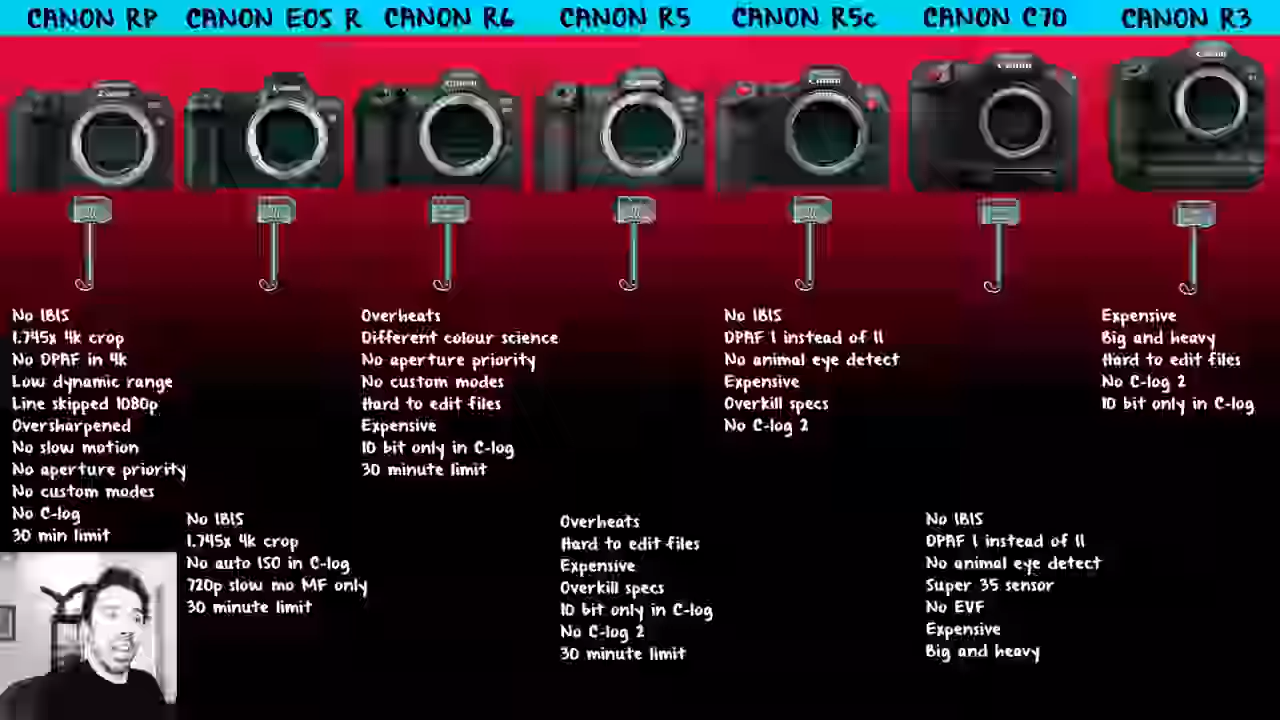 CANON RP
CANON EOS R
CANON R6
CANON R5
CANON R5c
CANON C70
CANON R3
No IBIS
1.745x 4k crop
No DPAF in 4k
Low dynamic range
Line skipped 1080p
Oversharpened
No slow motion
No aperture priority
No custom modes
No C-log
30 min limit
No IBIS
1.745x 4k crop
No auto ISO in C-log
720p slow mo MF only
30 minute limit
Overheats
Different colour science
No aperture priority
No custom modes
Hard to edit files
Expensive
10 bit only in C-log
30 minute limit
Overheats
Hard to edit files
Expensive
Overkill specs
10 bit only in C-log
No C-log 2
30 minute limit
No IBIS
DPAF I instead of II
No animal eye detect
Expensive
Overkill specs
No C-log 2
No IBIS
DPAF I instead of II
No animal eye detect
Super 35 sensor
No EVF
Expensive
Big and heavy
Expensive
Big and heavy
Hard to edit files
No C-log 2
10 bit only in C-log